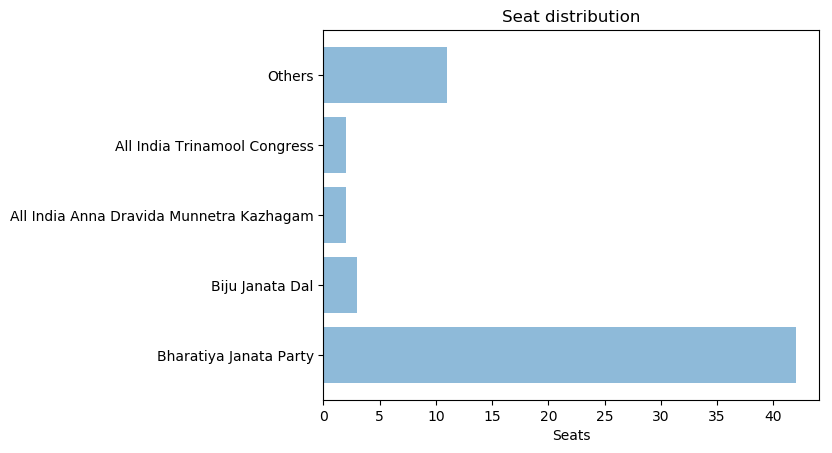 Seat distribution
Others
All India Trinamool Congress
All India Anna Dravida Munnetra Kazhagam
Biju Janata Dal
Bharatiya Janata Party
0 5 10 15 20 25 30 35 40
Seats